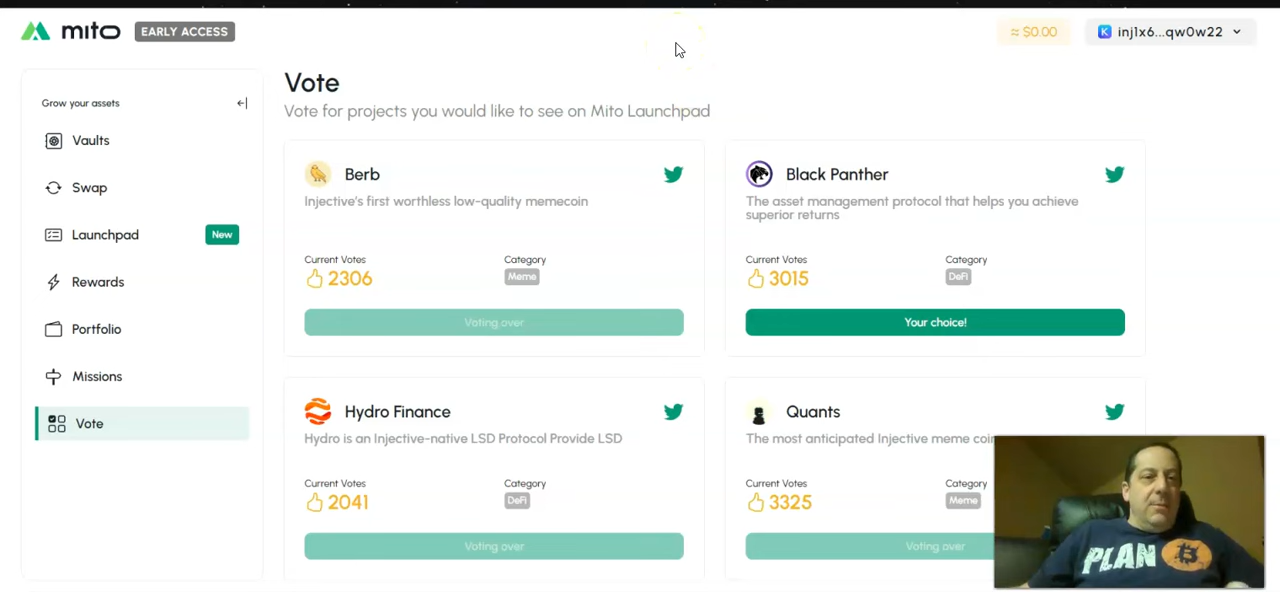 mito
EARLY ACCESS
≈ $0.00
inj1x6...qw0w22
Grow your assets
Vaults
Swap
Launchpad
New
Rewards
Portfolio
Missions
Vote
Vote
Vote for projects you would like to see on Mito Launchpad
Berb
Injective's first worthless low-quality memecoin
Current Votes
Category
2306
Meme
Voting over
Black Panther
The asset management protocol that helps you achieve
superior returns
Current Votes
Category
3015
DeFi
Your choice!
Hydro Finance
Hydro is an Injective-native LSD Protocol Provide LSD
Current Votes
Category
2041
DeFi
Voting over
Quants
The most anticipated Injective meme coin
Current Votes
Category
3325
Meme
Voting over
PLAN B